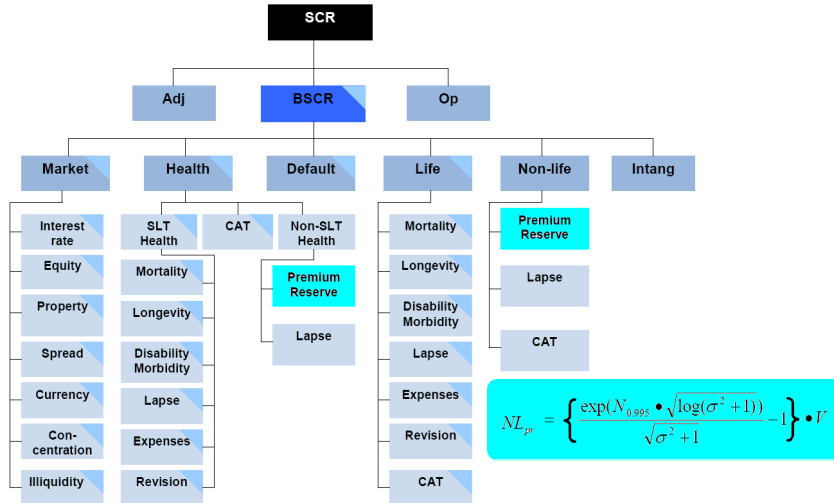 SCR
Adj
BSCR
Op
Market
Health
Default
Life
Non-life
Intang
Interest
rate
Equity
Property
Spread
Currency
Con-
centration
Illiquidity
SLT
Health
CAT
Non-SLT
Health
Mortality
Longevity
Disability
Morbidity
Lapse
Expenses
Revision
Premium
Reserve
Lapse
Mortality
Longevity
Disability
Morbidity
Lapse
Expenses
Revision
CAT
Premium
Reserve
Lapse
CAT
NL_pr = { exp(N_0.995 • √(log(σ² + 1))) / √(σ² + 1) − 1 } • V